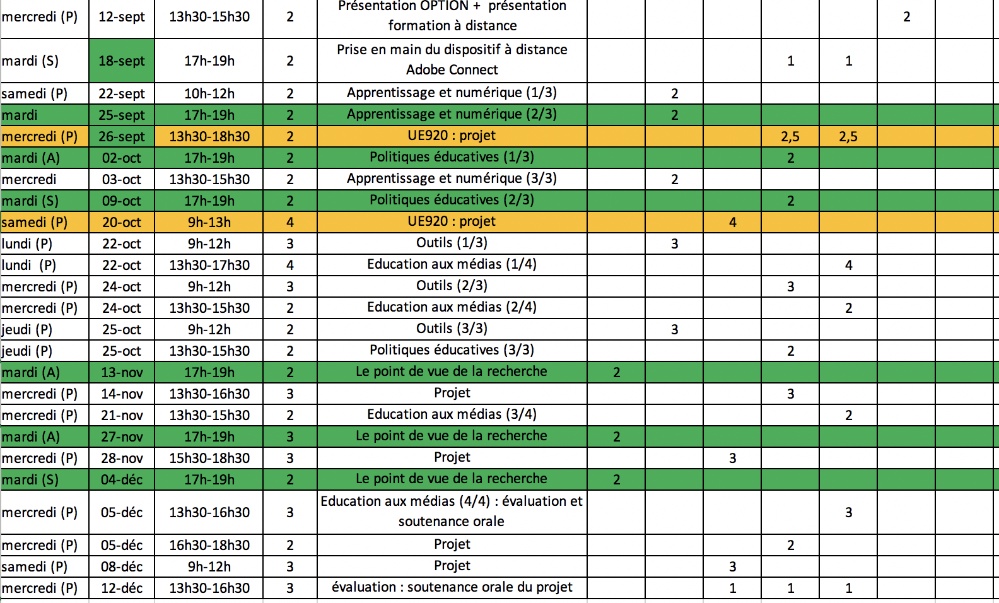 mercredi (P) 12-sept 13h30-15h30 2 Présentation OPTION + présentation formation à distance 2
mardi (S) 18-sept 17h-19h 2 Prise en main du dispositif à distance Adobe Connect 1 1
samedi (P) 22-sept 10h-12h 2 Apprentissage et numérique (1/3) 2
mardi 25-sept 17h-19h 2 Apprentissage et numérique (2/3) 2
mercredi (P) 26-sept 13h30-18h30 2 UE920 : projet 2,5 2,5
mardi (A) 02-oct 17h-19h 2 Politiques éducatives (1/3) 2
mercredi 03-oct 13h30-15h30 2 Apprentissage et numérique (3/3) 2
mardi (S) 09-oct 17h-19h 2 Politiques éducatives (2/3) 2
samedi (P) 20-oct 9h-13h 4 UE920 : projet 4
lundi (P) 22-oct 9h-12h 3 Outils (1/3) 3
lundi (P) 22-oct 13h30-17h30 4 Education aux médias (1/4) 4
mercredi (P) 24-oct 9h-12h 3 Outils (2/3) 3
mercredi (P) 24-oct 13h30-15h30 2 Education aux médias (2/4) 2
jeudi (P) 25-oct 9h-12h 2 Outils (3/3) 3
jeudi (P) 25-oct 13h30-15h30 2 Politiques éducatives (3/3) 2
mardi (A) 13-nov 17h-19h 2 Le point de vue de la recherche 2
mercredi (P) 14-nov 13h30-16h30 3 Projet 3
mercredi (P) 21-nov 13h30-15h30 2 Education aux médias (3/4) 2
mardi (A) 27-nov 17h-19h 3 Le point de vue de la recherche 2
mercredi (P) 28-nov 15h30-18h30 3 Projet 3
mardi (S) 04-déc 17h-19h 2 Le point de vue de la recherche 2
mercredi (P) 05-déc 13h30-16h30 3 Education aux médias (4/4) : évaluation et soutenance orale 3
mercredi (P) 05-déc 16h30-18h30 2 Projet 2
samedi (P) 08-déc 9h-12h 3 Projet 3
mercredi (P) 12-déc 13h30-16h30 3 évaluation : soutenance orale du projet 1 1 1